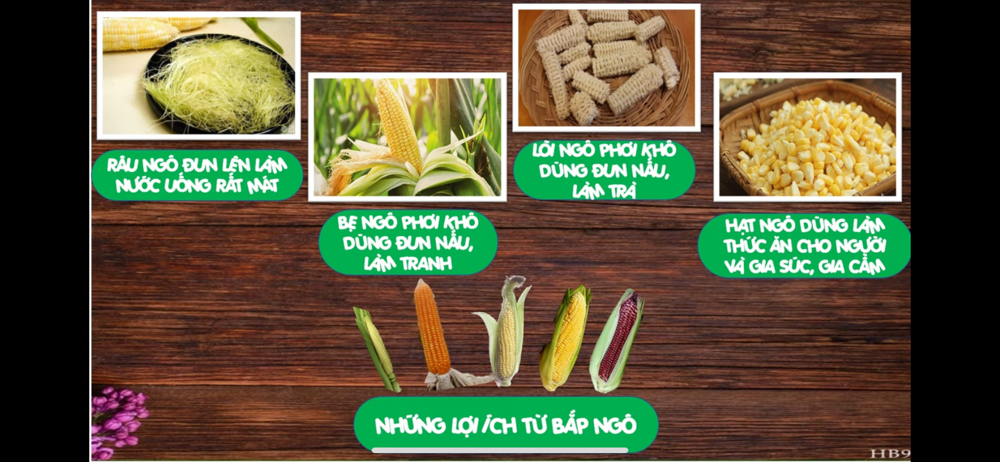 RÂU NGÔ ĐUN LÊN LÀM
NƯỚC UỐNG RẤT MÁT
BẸ NGÔ PHƠI KHÔ
DÙNG ĐUN NẤU,
LÀM TRANH
LÕI NGÔ PHƠI KHÔ
DÙNG ĐUN NẤU,
LÀM TRÀ
HẠT NGÔ DÙNG LÀM
THỨC ĂN CHO NGƯỜI
VÀ GIA SÚC, GIA CẦM
NHỮNG LỢI ÍCH TỪ BẮP NGÔ
HB9